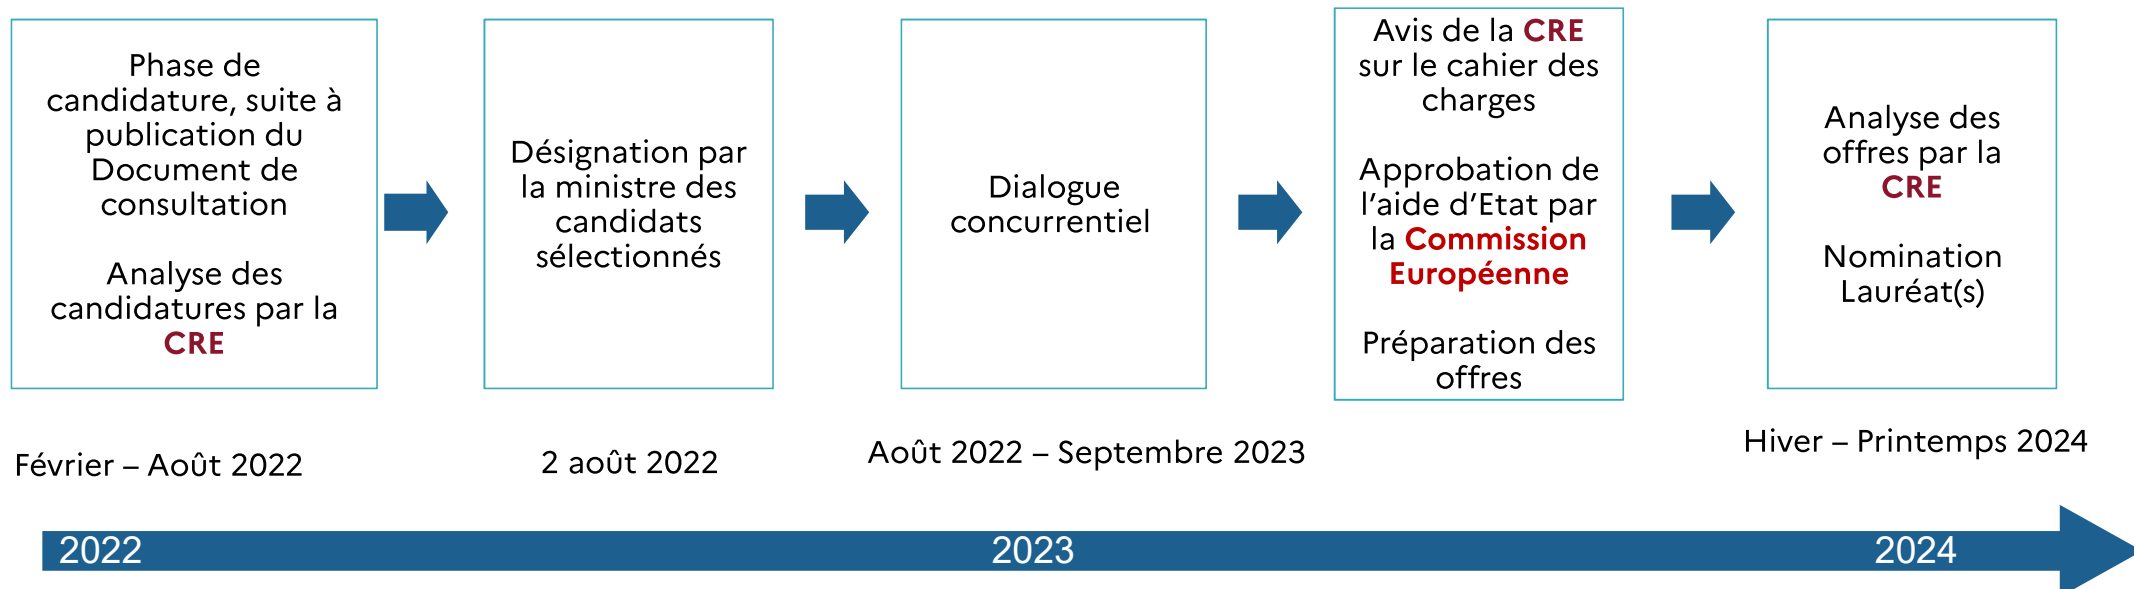 Phase de
candidature, suite à
publication du
Document de
consultation
Analyse des
candidatures par la
CRE
Désignation par
la ministre des
candidats
sélectionnés
Dialogue
concurrentiel
Avis de la CRE
sur le cahier des
charges
Approbation de
l’aide d’Etat par
la Commission
Européenne
Préparation des
offres
Analyse des
offres par la
CRE
Nomination
Lauréat(s)
Février – Août 2022
2 août 2022
Août 2022 – Septembre 2023
Hiver – Printemps 2024
2022
2023
2024